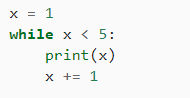 x = 1
while x < 5:
    print(x)
    x += 1